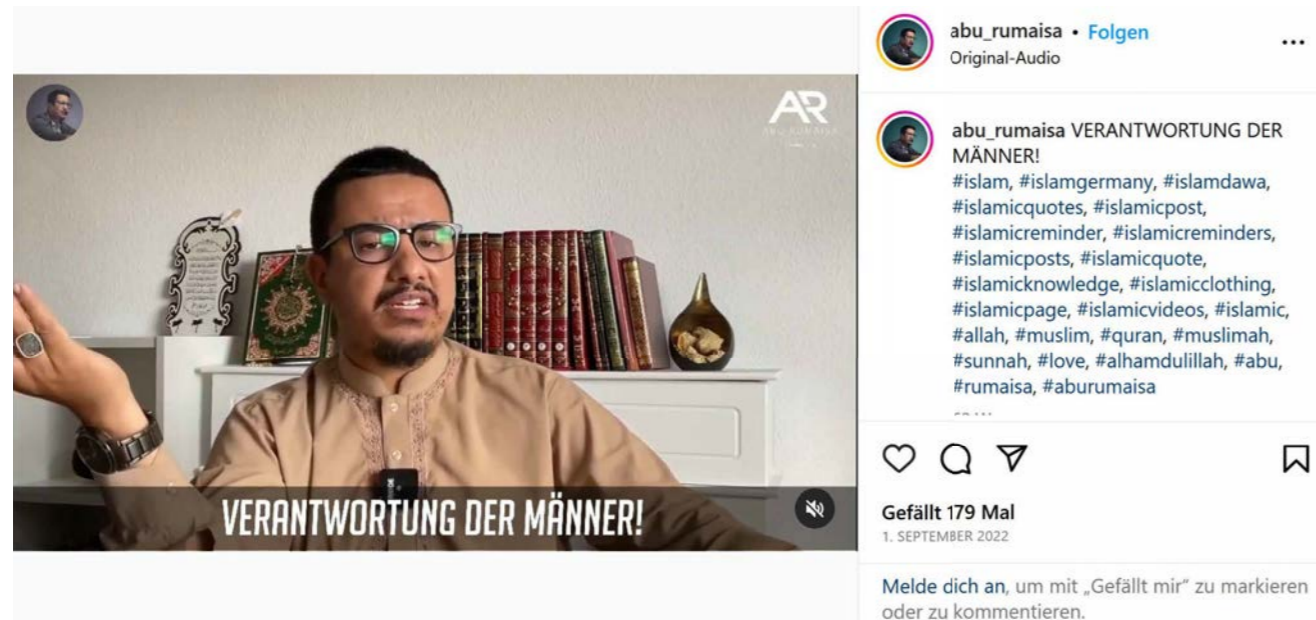 AR
ABU RUMAISA
VERANTWORTUNG DER MÄNNER!
abu_rumaisa • Folgen
Original-Audio
...
abu_rumaisa VERANTWORTUNG DER
MÄNNER!
#islam, #islamgermany, #islamdawa,
#islamicquotes, #islamicpost,
#islamicreminder, #islamicreminders,
#islamicposts, #islamicquote,
#islamicknowledge, #islamicclothing,
#islamicpage, #islamicvideos, #islamic,
#allah, #muslim, #quran, #muslimah,
#sunnah, #love, #alhamdulillah, #abu,
#rumaisa, #aburumaisa
Gefällt 179 Mal
1. SEPTEMBER 2022
Melde dich an, um mit „Gefällt mir“ zu markieren
oder zu kommentieren.